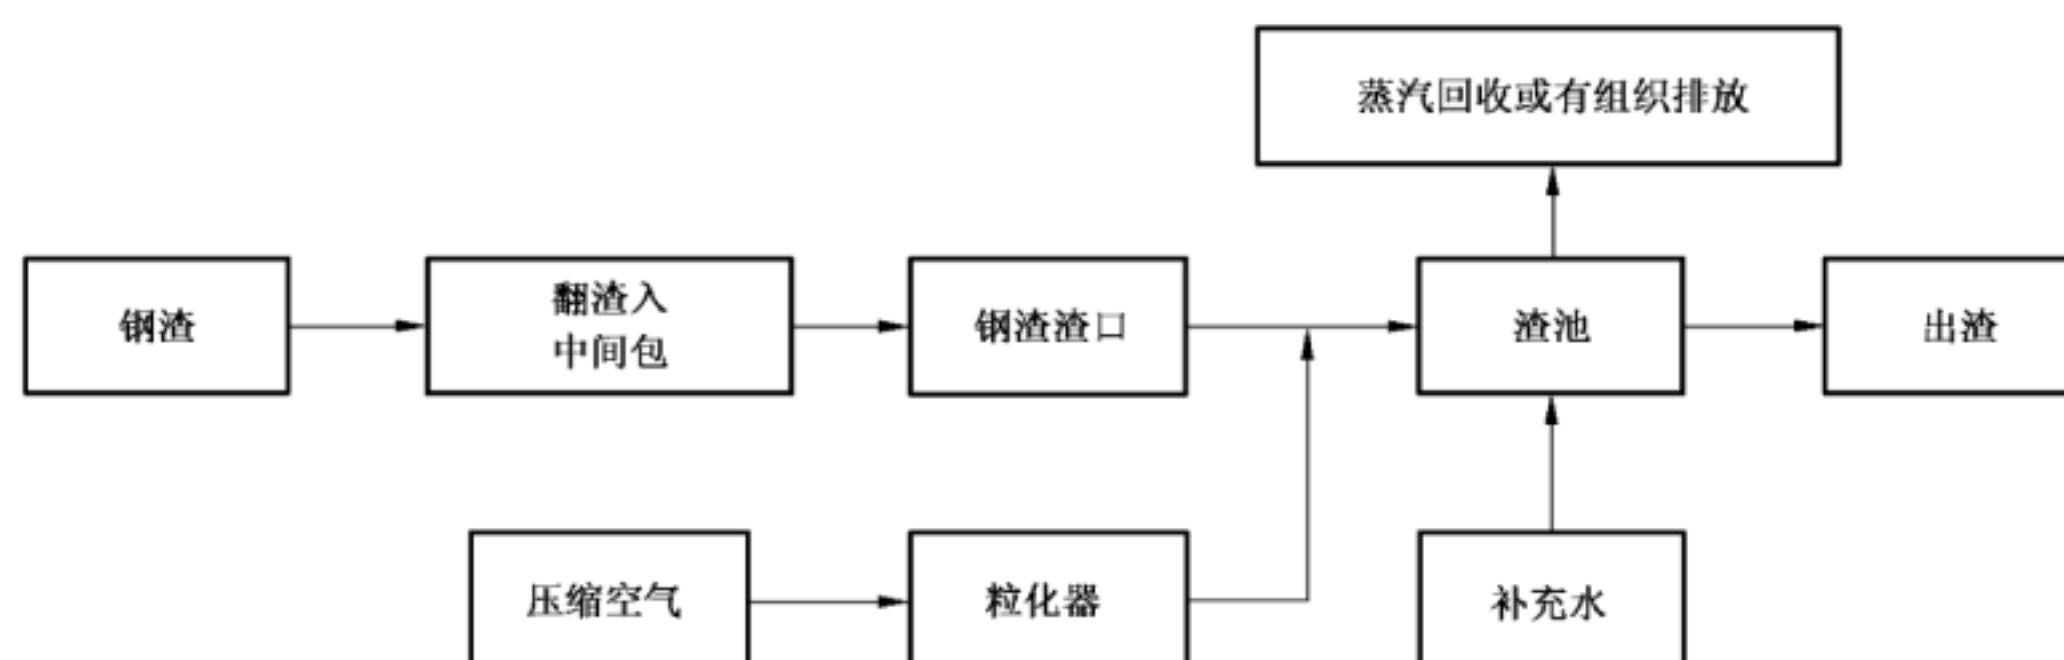 蒸汽回收或有组织排放
钢渣
翻渣入
中间包
钢渣渣口
渣池
出渣
压缩空气
粒化器
补充水